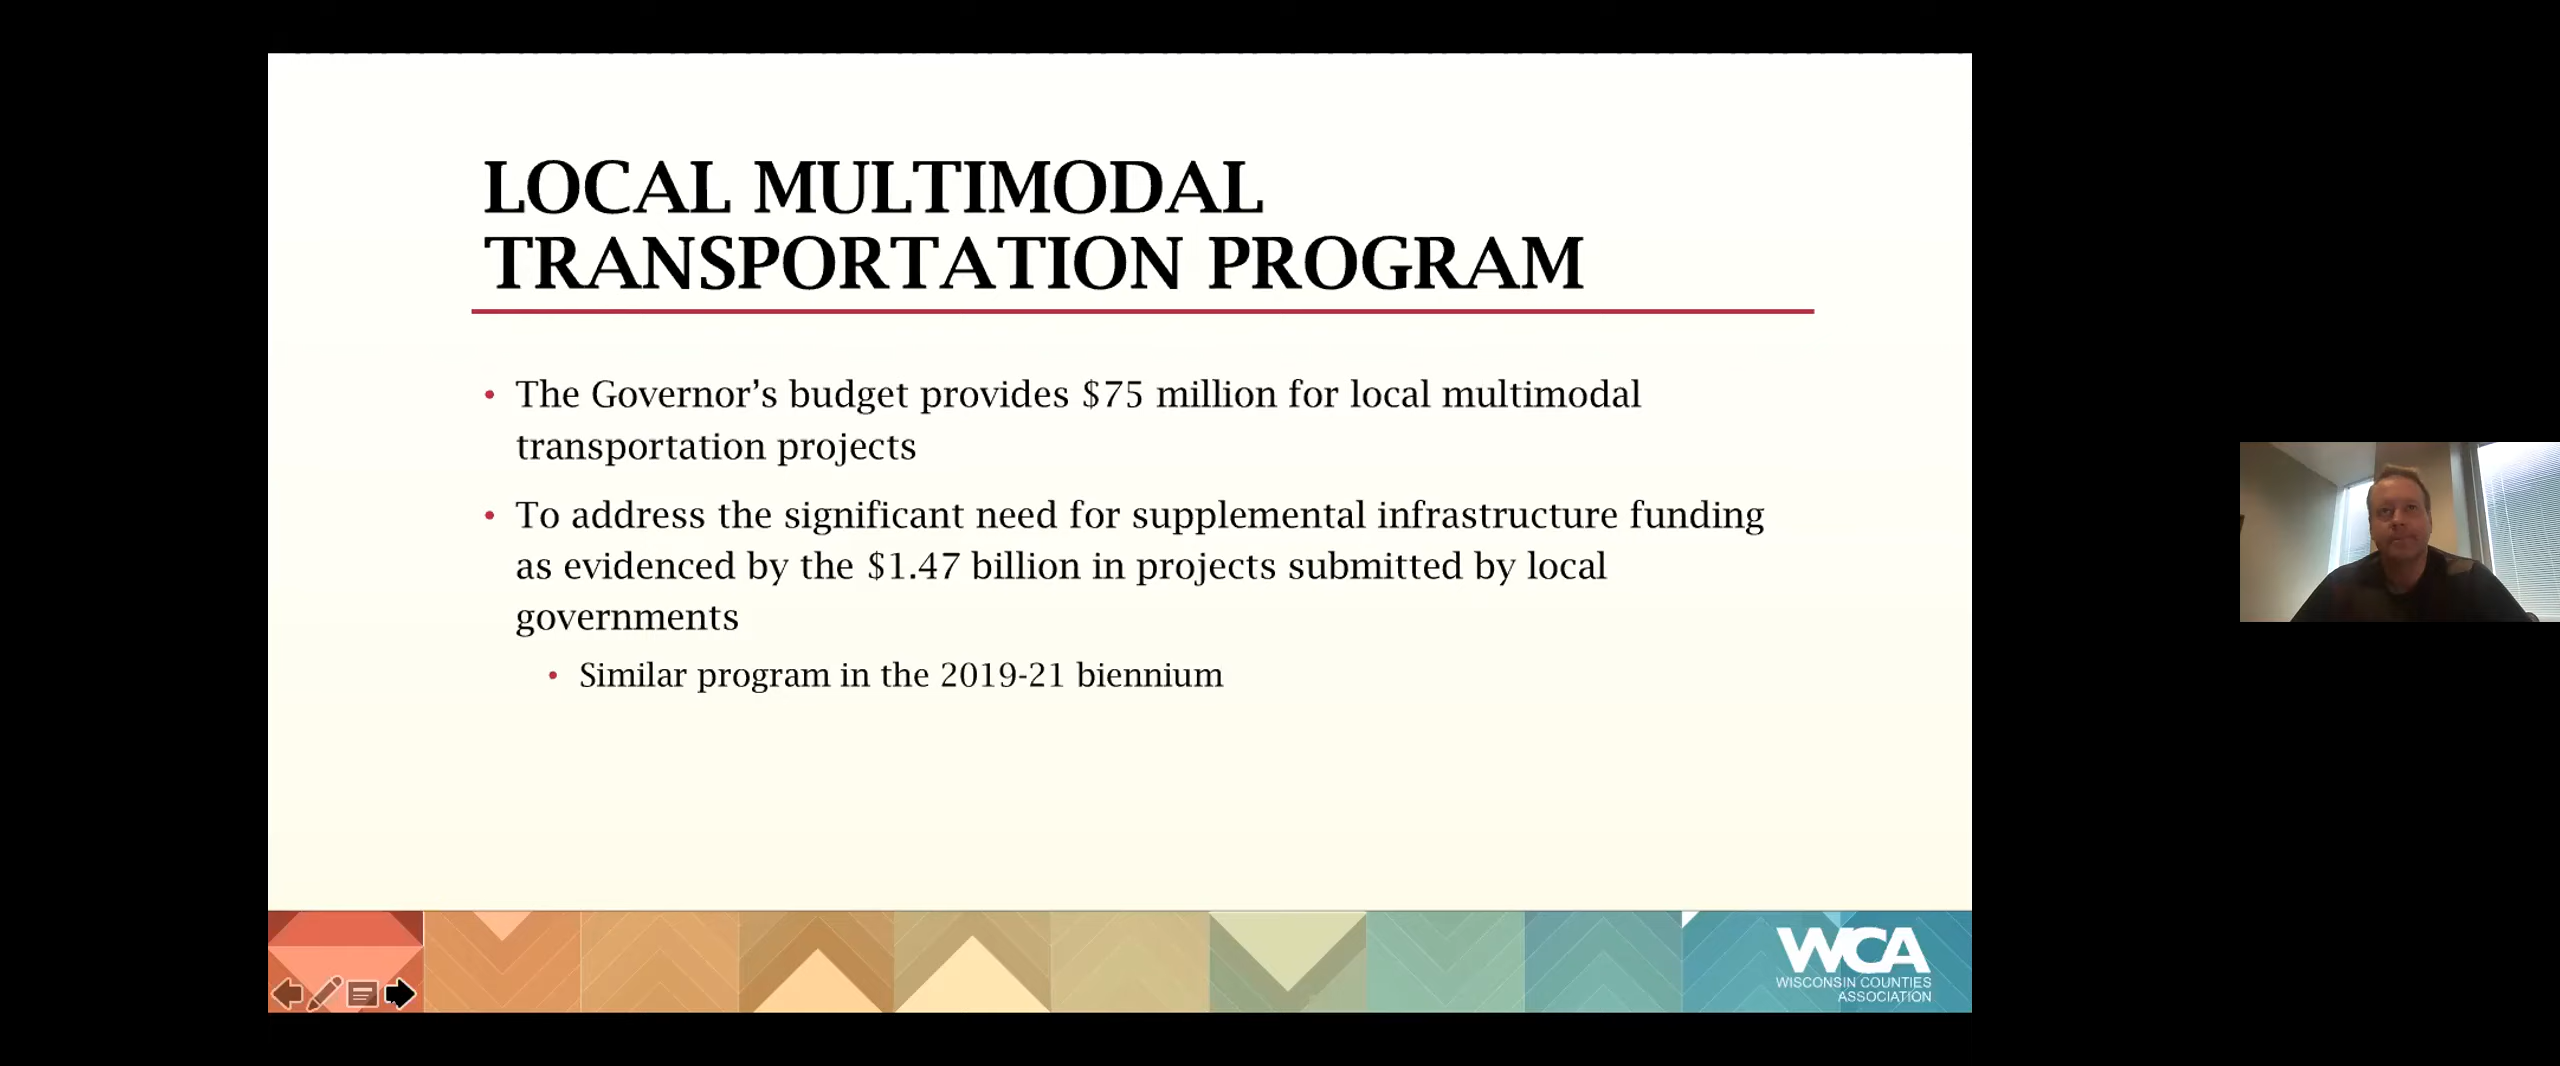 LOCAL MULTIMODAL
TRANSPORTATION PROGRAM
• The Governor’s budget provides $75 million for local multimodal
transportation projects
• To address the significant need for supplemental infrastructure funding
as evidenced by the $1.47 billion in projects submitted by local
governments
• Similar program in the 2019-21 biennium
WCA
WISCONSIN COUNTIES
ASSOCIATION